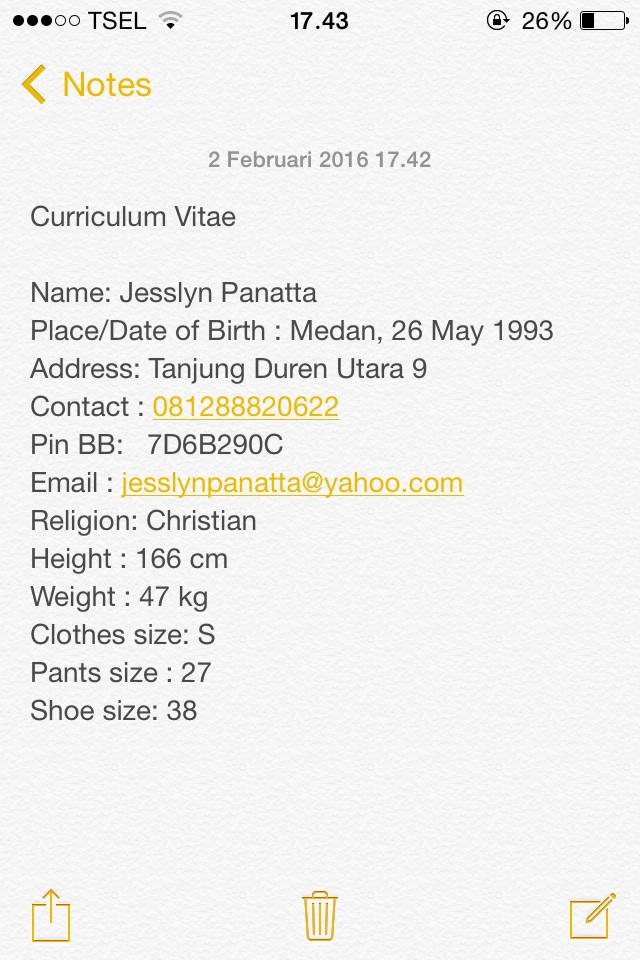 TSEL 17.43 26%
Notes
2 Februari 2016 17.42
Curriculum Vitae
Name: Jesslyn Panatta
Place/Date of Birth : Medan, 26 May 1993
Address: Tanjung Duren Utara 9
Contact : 081288820622
Pin BB: 7D6B290C
Email : jesslynpanatta@yahoo.com
Religion: Christian
Height : 166 cm
Weight : 47 kg
Clothes size: S
Pants size : 27
Shoe size: 38